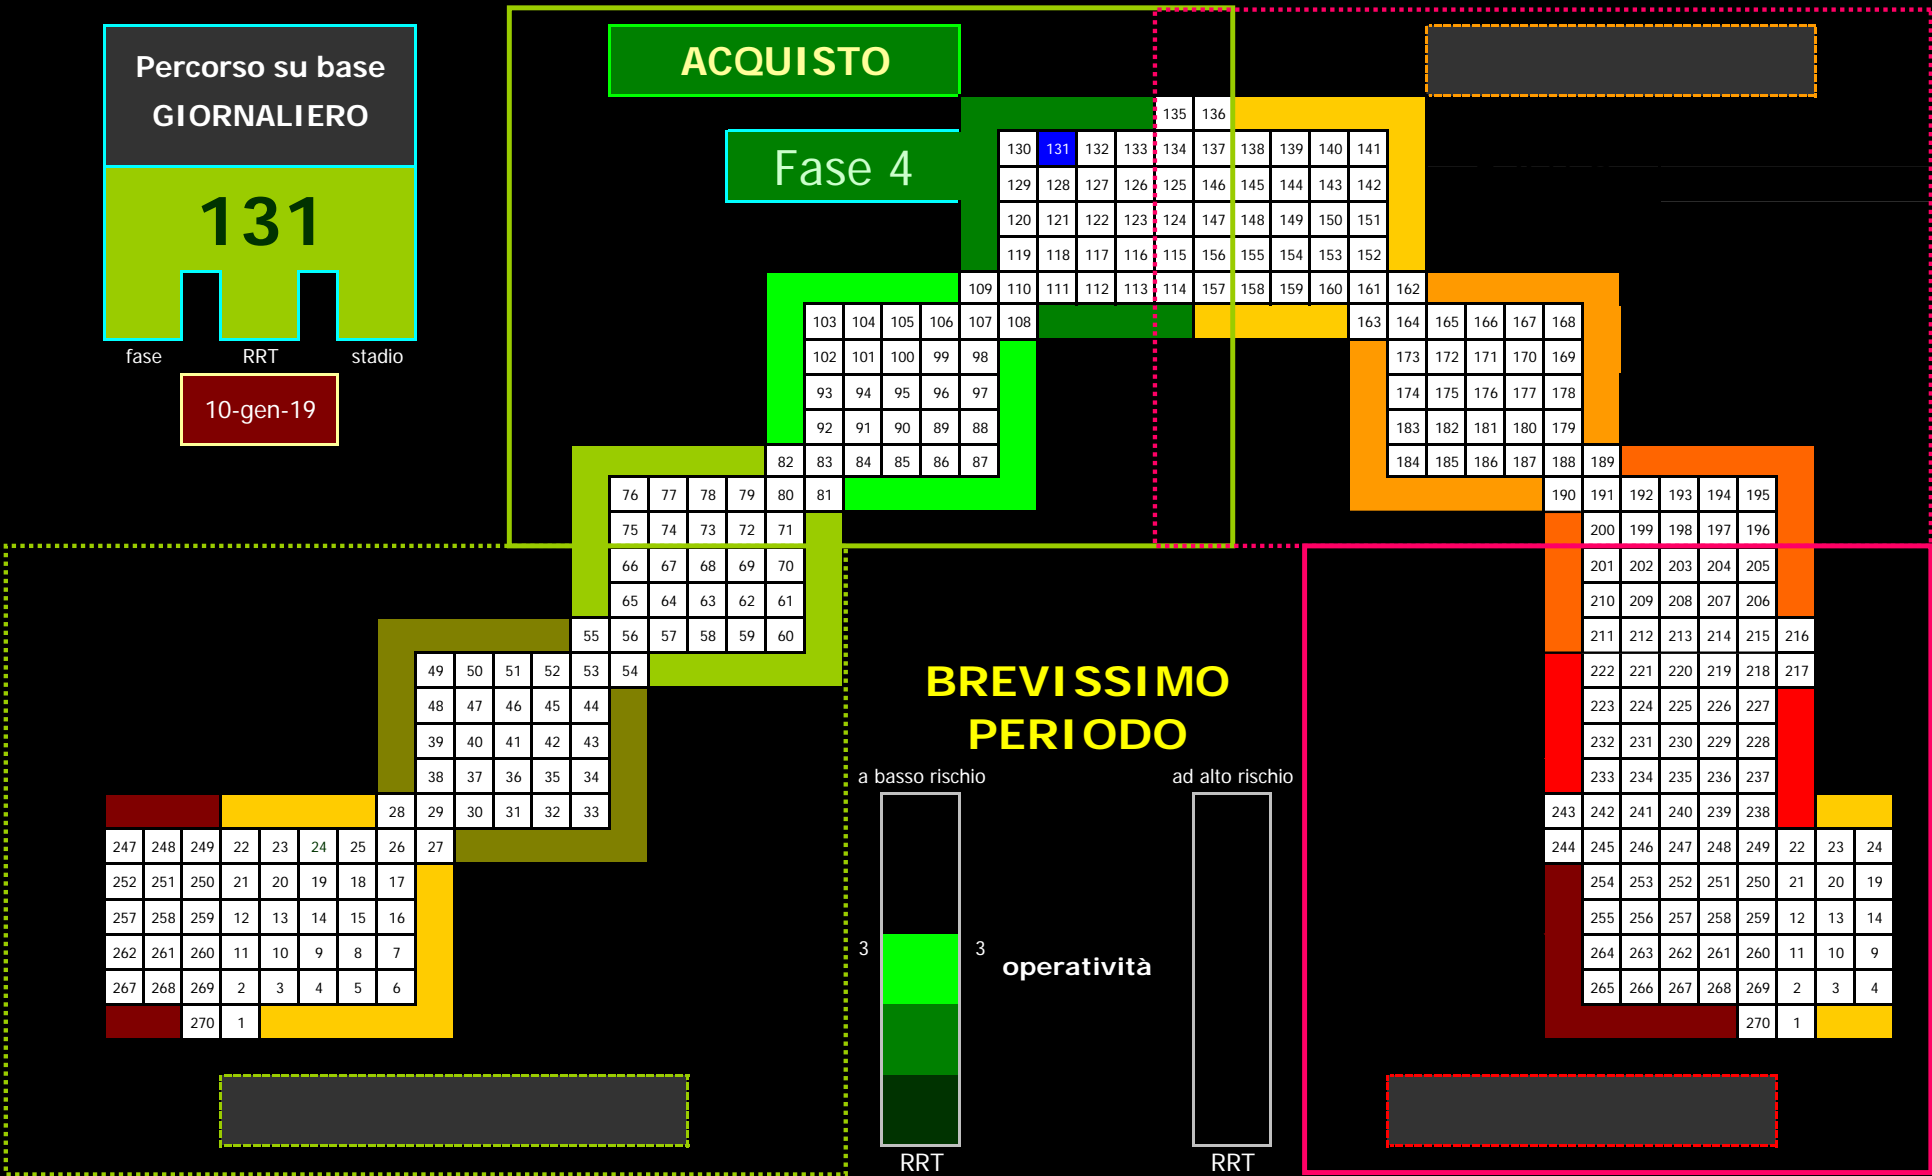 Percorso su base
GIORNALIERO
131
fase RRT stadio
10-gen-19
ACQUISTO
Fase 4
135 136
130 131 132 133 134 137 138 139 140 141
129 128 127 126 125 146 145 144 143 142
120 121 122 123 124 147 148 149 150 151
119 118 117 116 115 156 155 154 153 152
109 110 111 112 113 114 157 158 159 160 161 162
103 104 105 106 107 108 163 164 165 166 167 168
102 101 100 99 98 173 172 171 170 169
93 94 95 96 97 174 175 176 177 178
92 91 90 89 88 183 182 181 180 179
82 83 84 85 86 87 184 185 186 187 188 189
76 77 78 79 80 81 190 191 192 193 194 195
75 74 73 72 71 200 199 198 197 196
66 67 68 69 70 201 202 203 204 205
65 64 63 62 61 210 209 208 207 206
55 56 57 58 59 60 211 212 213 214 215 216
49 50 51 52 53 54 222 221 220 219 218 217
48 47 46 45 44 223 224 225 226 227
39 40 41 42 43 232 231 230 229 228
38 37 36 35 34 233 234 235 236 237
28 29 30 31 32 33 243 242 241 240 239 238
247 248 249 22 23 24 25 26 27 244 245 246 247 248 249 22 23 24
252 251 250 21 20 19 18 17 254 253 252 251 250 21 20 19
257 258 259 12 13 14 15 16 255 256 257 258 259 12 13 14
262 261 260 11 10 9 8 7 264 263 262 261 260 11 10 9
267 268 269 2 3 4 5 6 265 266 267 268 269 2 3 4
270 1 270 1
BREVISSIMO
PERIODO
a basso rischio ad alto rischio
3 3
operatività
RRT RRT